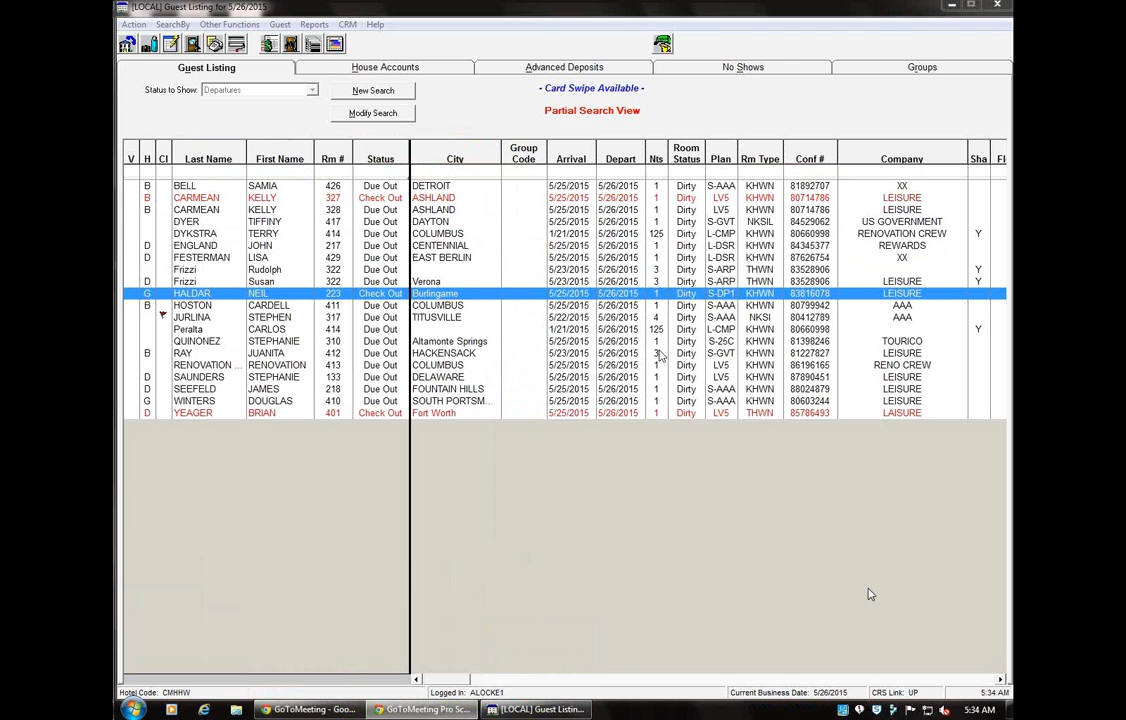 [LOCAL] Guest Listing for 5/26/2015
Action SearchBy Other Functions Guest Reports CRM Help
Guest Listing House Accounts Advanced Deposits No Shows Groups
Status to Show: Departures New Search - Card Swipe Available -
Modify Search Partial Search View
V H CI Last Name First Name Rm # Status City Group Code Arrival Depart Nts Room Status Plan Rm Type Conf # Company Sha Fl
B BELL SAMIA 426 Due Out DETROIT 5/25/2015 5/26/2015 1 Dirty S-AAA KHWN 81892707 XX
B CARMEAN KELLY 327 Check Out ASHLAND 5/25/2015 5/26/2015 1 Dirty LV5 KHWN 80714786 LEISURE
B CARMEAN KELLY 328 Due Out ASHLAND 5/25/2015 5/26/2015 1 Dirty LV5 KHWN 80714786 LEISURE
DYER TIFFINY 417 Due Out DAYTON 5/25/2015 5/26/2015 1 Dirty S-GVT NKSIL 84529062 US GOVERNMENT
DYKSTRA TERRY 414 Due Out COLUMBUS 1/21/2015 5/26/2015 125 Dirty L-CMP KHWN 80660998 RENOVATION CREW Y
D ENGLAND JOHN 217 Due Out CENTENNIAL 5/25/2015 5/26/2015 1 Dirty L-DSR KHWN 84345377 REWARDS
D FESTERMAN LISA 429 Due Out EAST BERLIN 5/25/2015 5/26/2015 1 Dirty L-DSR KHWN 87626754 XX
Frizzi Rudolph 322 Due Out 5/23/2015 5/26/2015 3 Dirty S-ARP THWN 83528906 Y
D Frizzi Susan 322 Due Out Verona 5/23/2015 5/26/2015 3 Dirty S-ARP THWN 83528906 LEISURE Y
G HALDAR NEIL 223 Check Out Burlingame 5/25/2015 5/26/2015 1 Dirty S-DP1 KHWN 83816078 LEISURE
B HOSTON CARDELL 411 Due Out COLUMBUS 5/25/2015 5/26/2015 1 Dirty S-AAA KHWN 80799942 AAA
JURLINA STEPHEN 317 Due Out TITUSVILLE 5/22/2015 5/26/2015 4 Dirty S-AAA NKSI 80412789 AAA
Peralta CARLOS 414 Due Out 1/21/2015 5/26/2015 125 Dirty L-CMP KHWN 80660998 Y
QUINONEZ STEPHANIE 310 Due Out Altamonte Springs 5/25/2015 5/26/2015 1 Dirty S-25C KHWN 81398246 TOURICO
B RAY JUANITA 412 Due Out HACKENSACK 5/23/2015 5/26/2015 3 Dirty S-GVT KHWN 81227827 LEISURE
RENOVATION ... RENOVATION 413 Due Out COLUMBUS 5/25/2015 5/26/2015 1 Dirty LV5 KHWN 86196165 RENO CREW
D SAUNDERS STEPHANIE 133 Due Out DELAWARE 5/25/2015 5/26/2015 1 Dirty LV5 KHWN 87890451 LEISURE
D SEEFELD JAMES 218 Due Out FOUNTAIN HILLS 5/25/2015 5/26/2015 1 Dirty S-AAA KHWN 88024879 LEISURE
G WINTERS DOUGLAS 410 Due Out SOUTH PORTSM... 5/25/2015 5/26/2015 1 Dirty S-AAA KHWN 80603244 LEISURE
D YEAGER BRIAN 401 Check Out Fort Worth 5/25/2015 5/26/2015 1 Dirty LV5 THWN 85786493 LAISURE
Hotel Code: CMHHW Logged In: ALOCKE1 Current Business Date: 5/26/2015 CRS Link: UP 5:34 AM
GoToMeeting - Goo... GoToMeeting Pro Sc... [LOCAL] Guest Listin... 5:34 AM